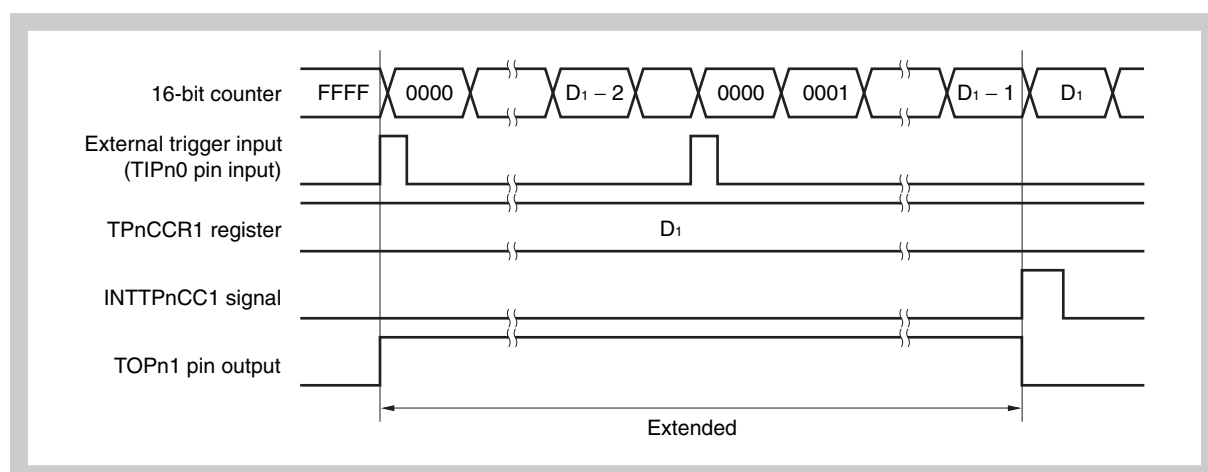 16-bit counter FFFF 0000 D1 – 2 0000 0001 D1 – 1 D1
External trigger input
(TIPn0 pin input)
TPnCCR1 register D1
INTTPnCC1 signal
TOPn1 pin output
Extended